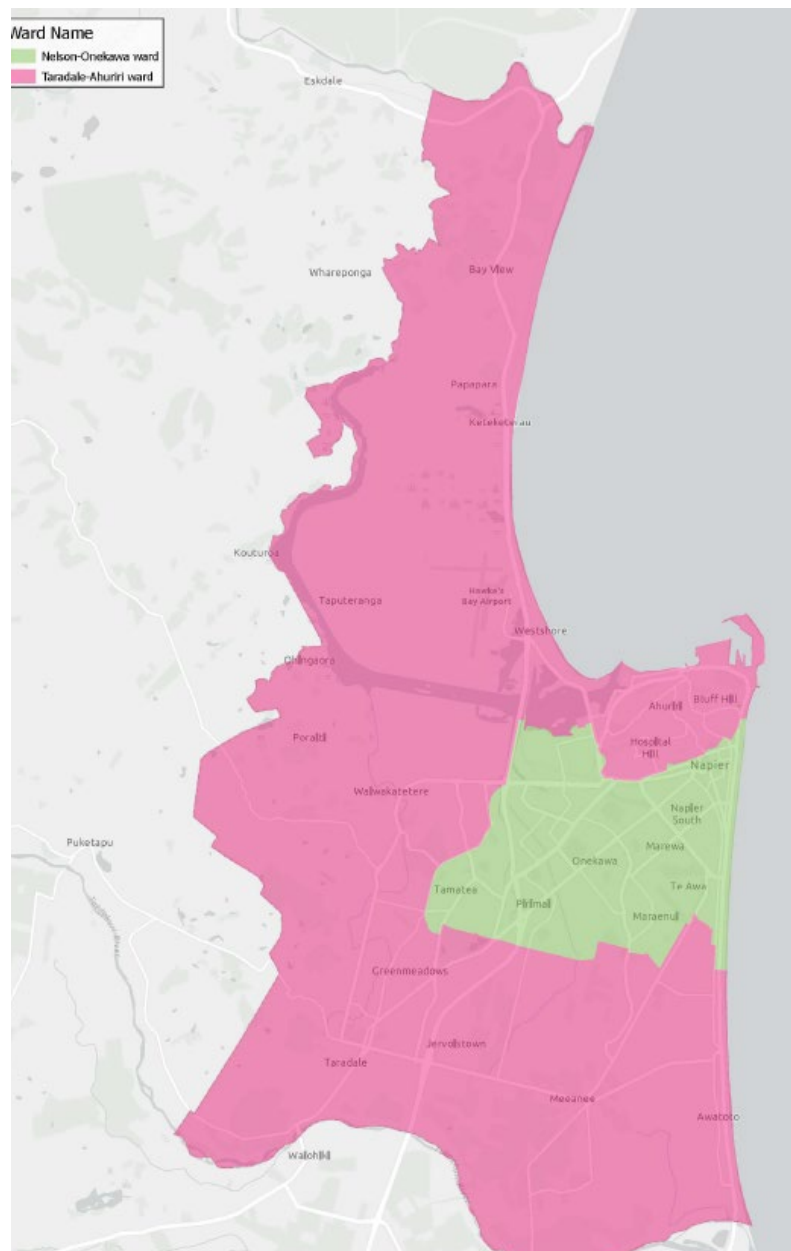 Ward Name
Nelson-Onekawa ward
Taradale-Ahuriri ward
Eskdale
Whareponga
Bay View
Papapara
Keteketerau
Kouturoa
Hawke's
Bay Airport
Taputeranga
Westshore
Ohingaora
Bluff Hill
Ahuriri
Poraiti
Hospital
Hill
Napier
Waiwakatetere
Napier
South
Puketapu
Marewa
Onekawa
Te Awa
Tamatea
Pirimai
Maraenui
Greenmeadows
Jervoistown
Taradale
Meeanee
Awatoto
Waiohiki